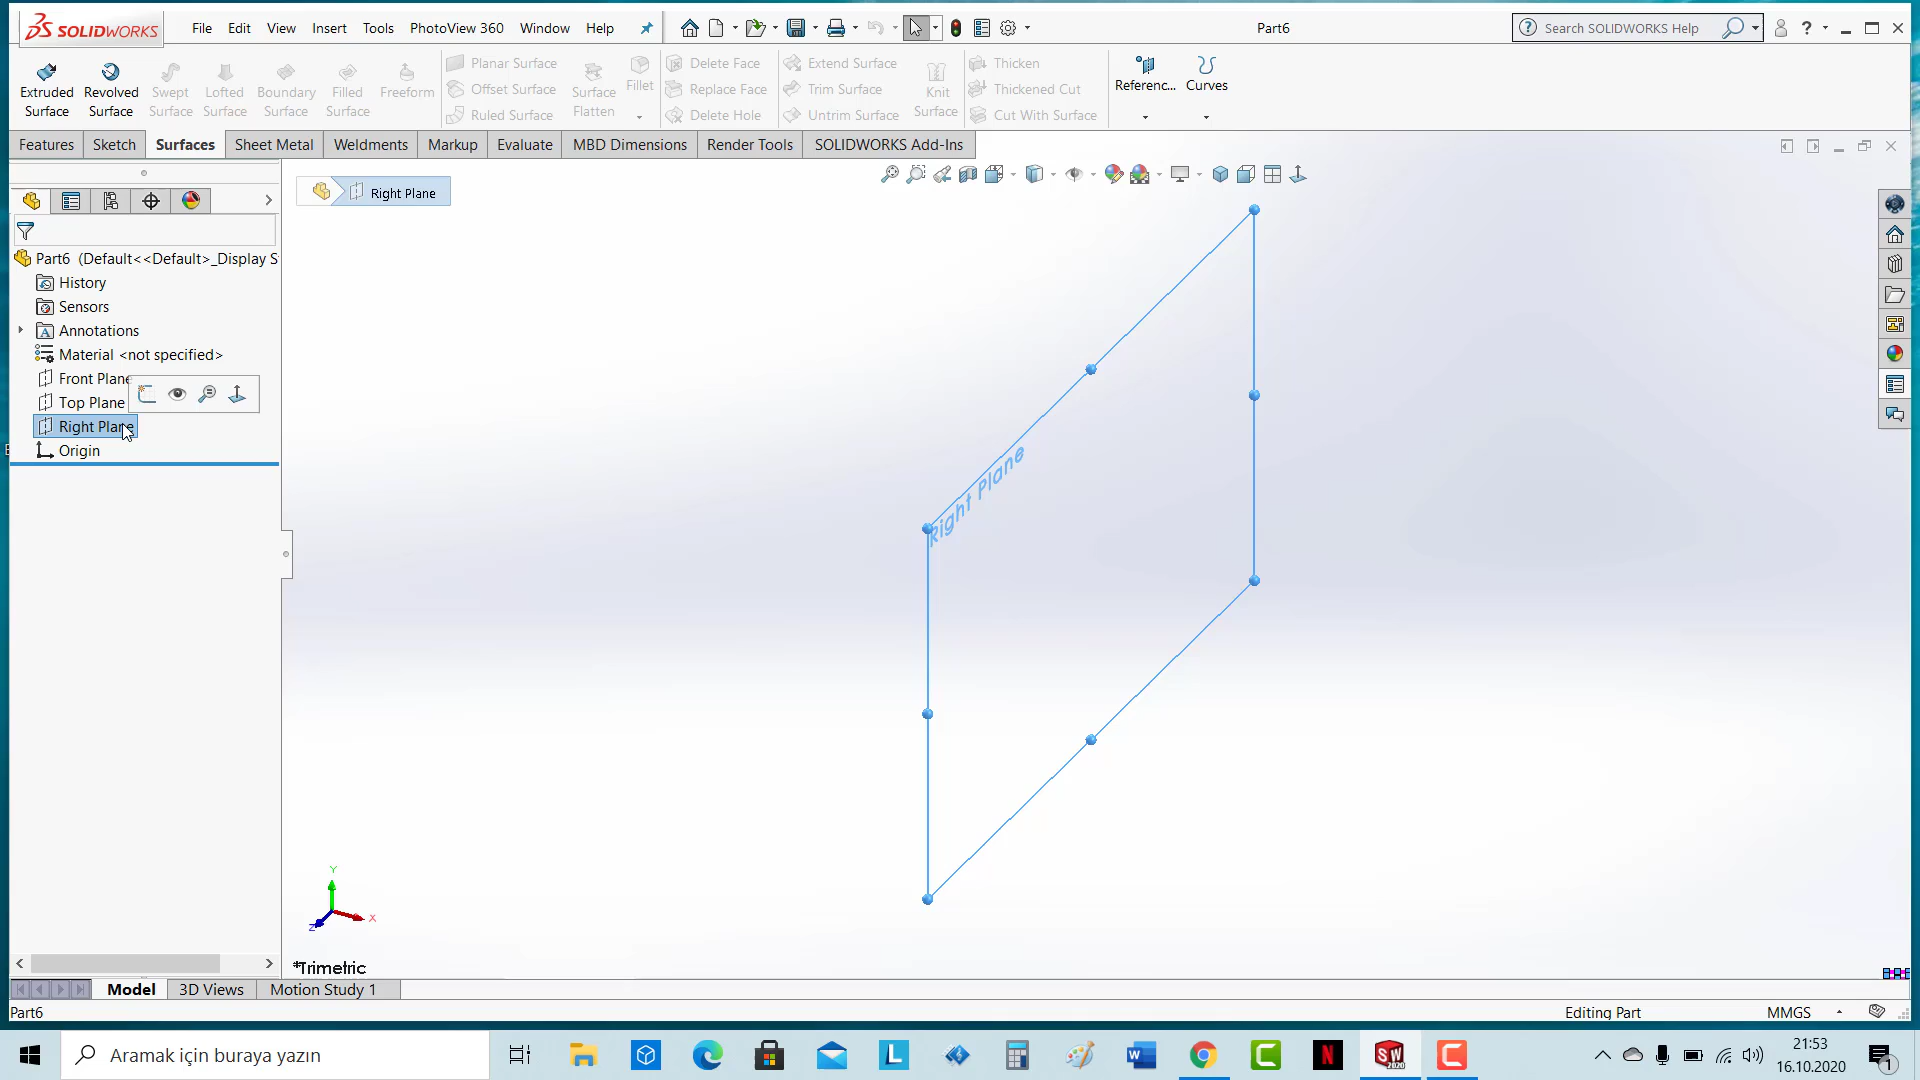 SOLIDWORKS File Edit View Insert Tools PhotoView 360 Window Help Part6 Search SOLIDWORKS Help
Extruded Surface
Revolved Surface
Swept Surface
Lofted Surface
Boundary Surface
Filled Surface
Freeform
Planar Surface
Offset Surface
Ruled Surface
Surface Flatten
Fillet
Delete Face
Replace Face
Delete Hole
Extend Surface
Trim Surface
Untrim Surface
Knit Surface
Thicken
Thickened Cut
Cut With Surface
Referenc...
Curves
Features Sketch Surfaces Sheet Metal Weldments Markup Evaluate MBD Dimensions Render Tools SOLIDWORKS Add-Ins
Right Plane
Part6 (Default<<Default>_Display S
History
Sensors
Annotations
Material <not specified>
Front Plane
Top Plane
Right Plane
Origin
Right Plane
Y
X
Z
*Trimetric
Model 3D Views Motion Study 1
Part6 Editing Part MMGS
Aramak için buraya yazın
21:53
16.10.2020
1